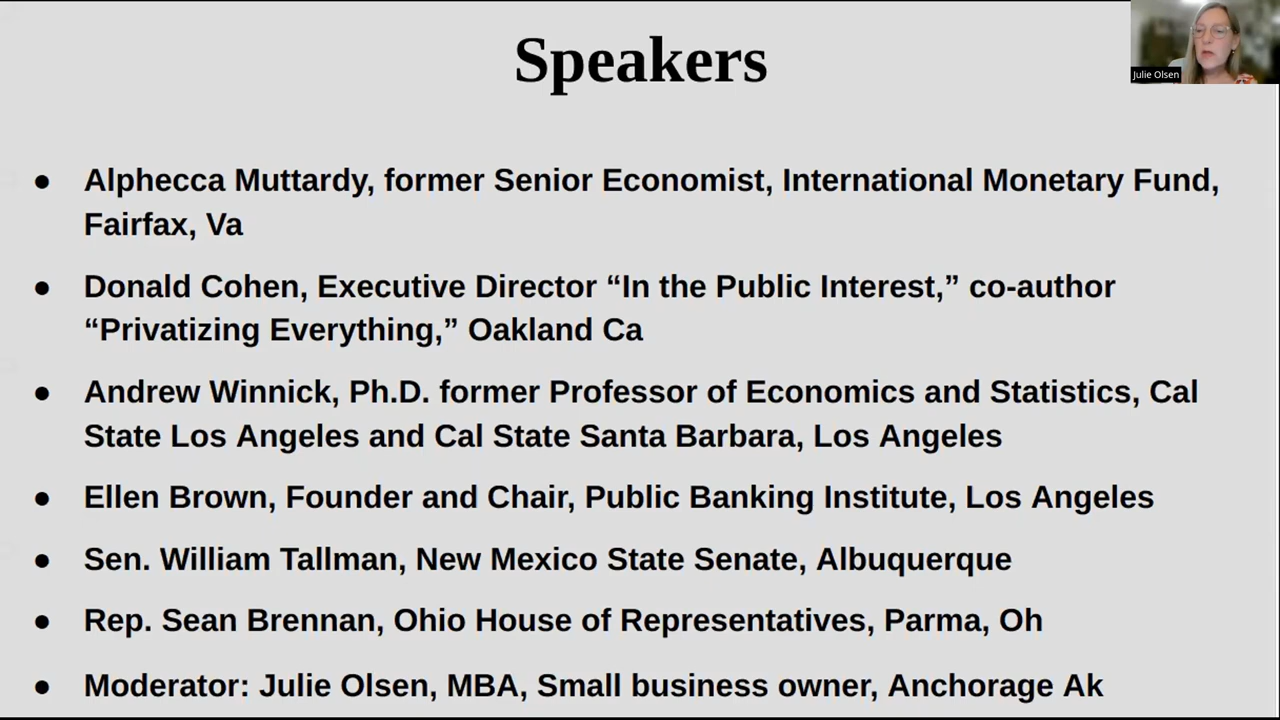 Speakers
Julie Olsen
● Alphecca Muttardy, former Senior Economist, International Monetary Fund,
Fairfax, Va
● Donald Cohen, Executive Director “In the Public Interest,” co-author
“Privatizing Everything,” Oakland Ca
● Andrew Winnick, Ph.D. former Professor of Economics and Statistics, Cal
State Los Angeles and Cal State Santa Barbara, Los Angeles
● Ellen Brown, Founder and Chair, Public Banking Institute, Los Angeles
● Sen. William Tallman, New Mexico State Senate, Albuquerque
● Rep. Sean Brennan, Ohio House of Representatives, Parma, Oh
● Moderator: Julie Olsen, MBA, Small business owner, Anchorage Ak